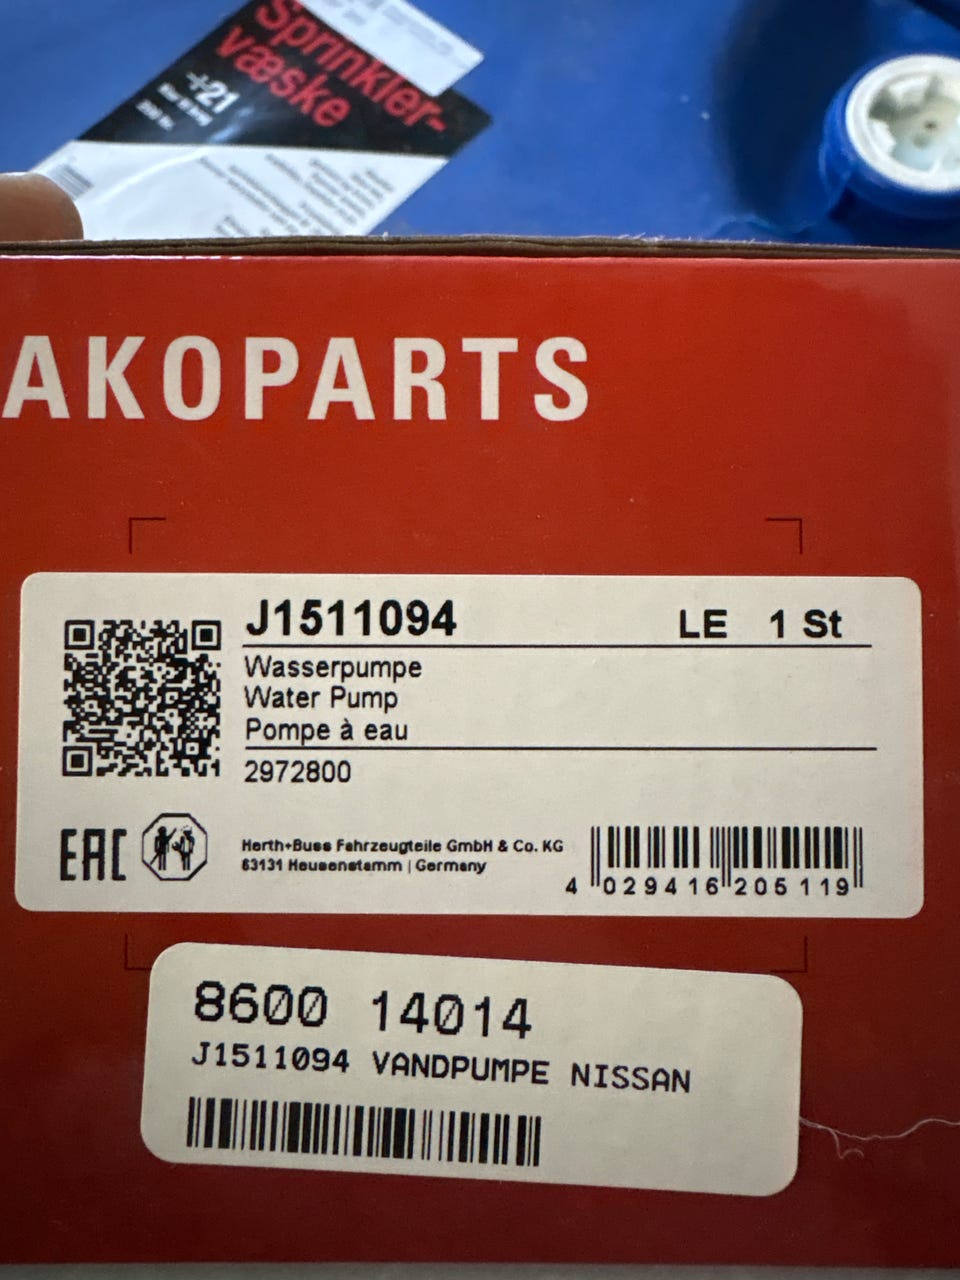 Sprinkler-
væske
+21
AKOPARTS
J1511094 LE 1 St
Wasserpumpe
Water Pump
Pompe à eau
2972800
EAC
Herth+Buss Fahrzeugteile GmbH & Co. KG
63131 Heusenstamm | Germany
4 029416 205119
8600 14014
J1511094 VANDPUMPE NISSAN